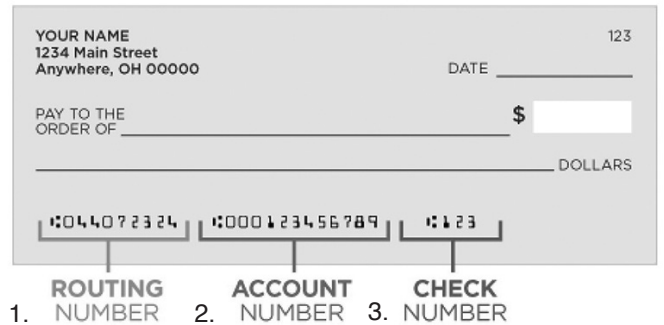 YOUR NAME
123
1234 Main Street
Anywhere, OH 00000
DATE
PAY TO THE
ORDER OF
$
DOLLARS
⑆044072324 ⑆000123456789 ⑆123
ROUTING ACCOUNT CHECK
1. NUMBER 2. NUMBER 3. NUMBER